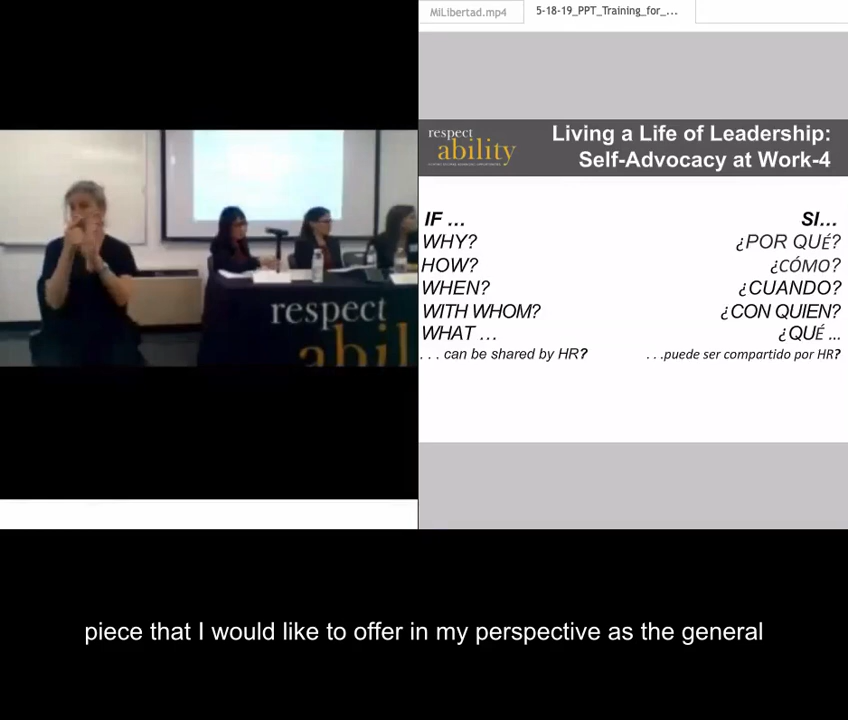 MiLibertad.mp4
5-18-19_PPT_Training_for_...
respect
ability
Living a Life of Leadership:
Self-Advocacy at Work-4
IF ...
SI...
WHY?
¿POR QUÉ?
HOW?
¿CÓMO?
WHEN?
¿CUANDO?
WITH WHOM?
¿CON QUIEN?
WHAT ...
¿QUÉ ...
. . . can be shared by HR?
. . .puede ser compartido por HR?
respect
abil
piece that I would like to offer in my perspective as the general